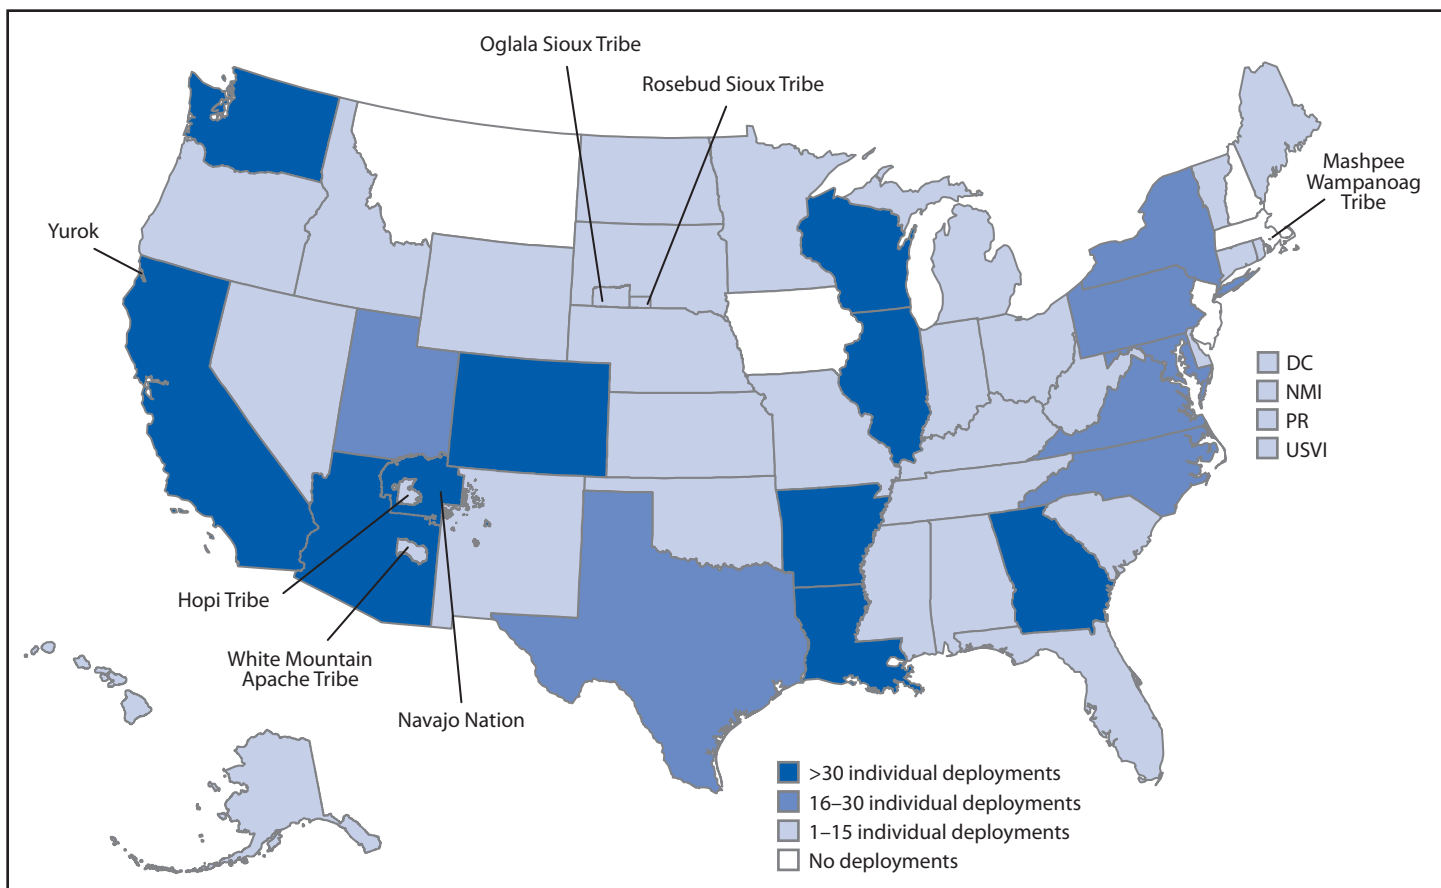 Oglala Sioux Tribe
Rosebud Sioux Tribe
Mashpee
Wampanoag
Tribe
Yurok
DC
NMI
PR
USVI
Hopi Tribe
White Mountain
Apache Tribe
Navajo Nation
>30 individual deployments
16–30 individual deployments
1–15 individual deployments
No deployments